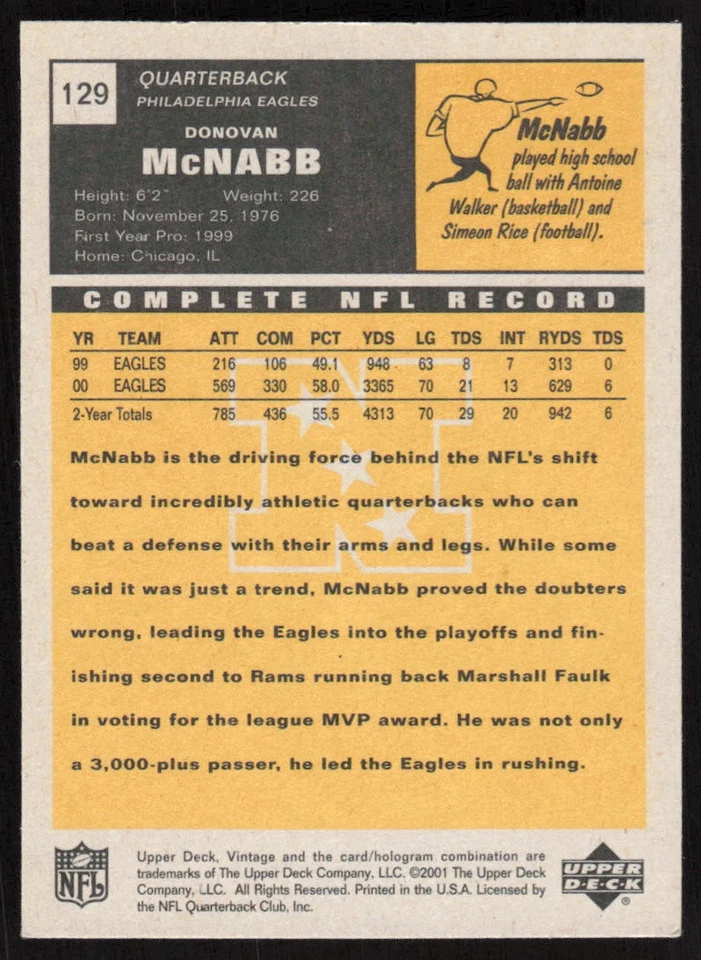 129
QUARTERBACK
PHILADELPHIA EAGLES
DONOVAN
McNABB
Height: 6'2" Weight: 226
Born: November 25, 1976
First Year Pro: 1999
Home: Chicago, IL
McNabb
played high school
ball with Antoine
Walker (basketball) and
Simeon Rice (football).
COMPLETE NFL RECORD
YR TEAM ATT COM PCT YDS LG TDS INT RYDS TDS
99 EAGLES 216 106 49.1 948 63 8 7 313 0
00 EAGLES 569 330 58.0 3365 70 21 13 629 6
2-Year Totals 785 436 55.5 4313 70 29 20 942 6
McNabb is the driving force behind the NFL's shift
toward incredibly athletic quarterbacks who can
beat a defense with their arms and legs. While some
said it was just a trend, McNabb proved the doubters
wrong, leading the Eagles into the playoffs and fin-
ishing second to Rams running back Marshall Faulk
in voting for the league MVP award. He was not only
a 3,000-plus passer, he led the Eagles in rushing.
NFL
Upper Deck, Vintage and the card/hologram combination are
trademarks of The Upper Deck Company, LLC. ©2001 The Upper Deck
Company, LLC. All Rights Reserved. Printed in the U.S.A. Licensed by
the NFL Quarterback Club, Inc.
UPPER
D·E·C·K
®